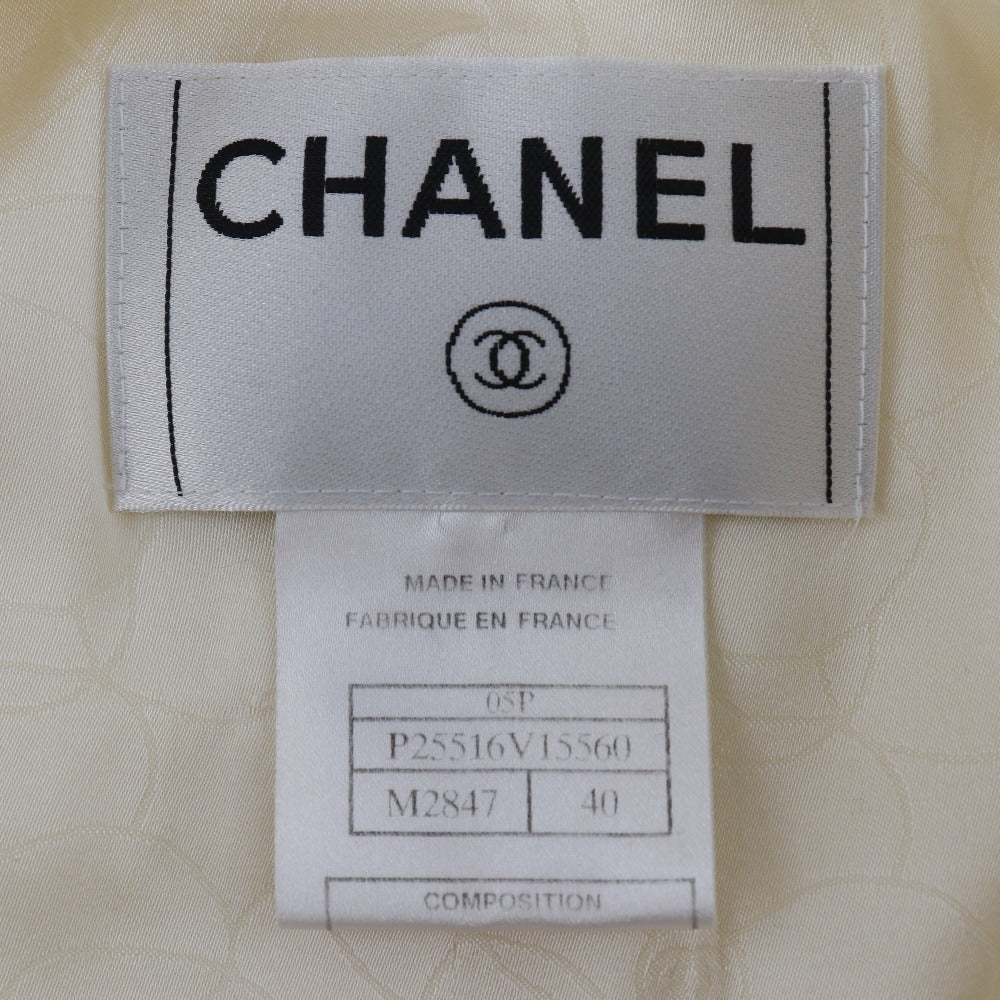 CHANEL
MADE IN FRANCE
FABRIQUE EN FRANCE
05P
P25516V15560
M2847 40
COMPOSITION